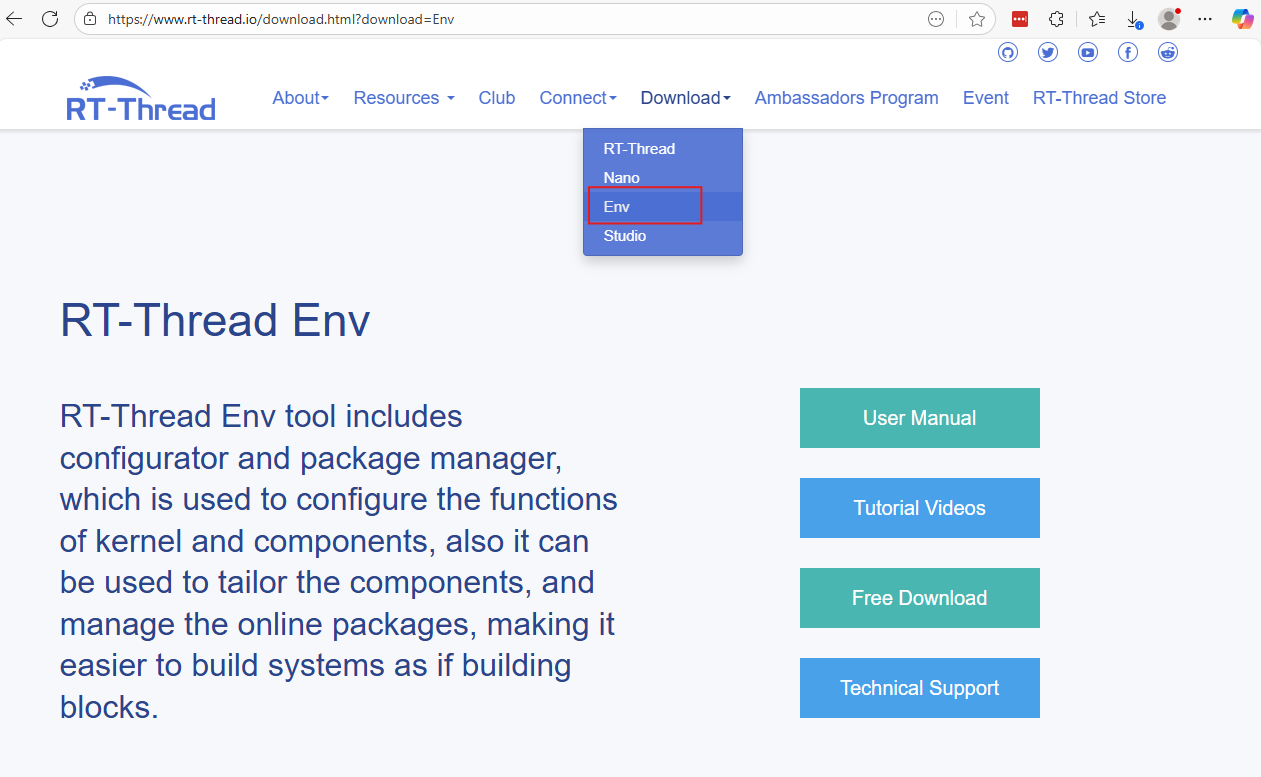 https://www.rt-thread.io/download.html?download=Env
RT-Thread
About
Resources
Club
Connect
Download
Ambassadors Program
Event
RT-Thread Store
RT-Thread
Nano
Env
Studio
RT-Thread Env
RT-Thread Env tool includes
configurator and package manager,
which is used to configure the functions
of kernel and components, also it can
be used to tailor the components, and
manage the online packages, making it
easier to build systems as if building
blocks.
User Manual
Tutorial Videos
Free Download
Technical Support